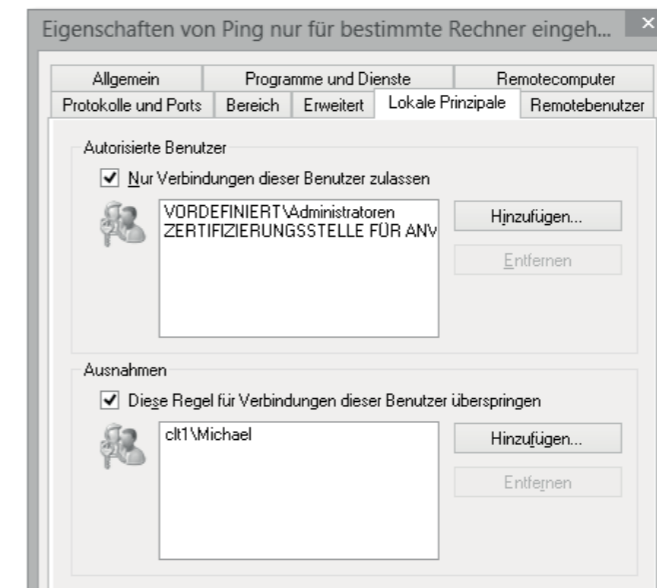 Eigenschaften von Ping nur für bestimmte Rechner eingeh...
Allgemein Programme und Dienste Remotecomputer
Protokolle und Ports Bereich Erweitert Lokale Prinzipale Remotebenutzer
Autorisierte Benutzer
Nur Verbindungen dieser Benutzer zulassen
VORDEFINIERT\Administratoren
ZERTIFIZIERUNGSSTELLE FÜR ANV
Hinzufügen...
Entfernen
Ausnahmen
Diese Regel für Verbindungen dieser Benutzer überspringen
clt1\Michael
Hinzufügen...
Entfernen